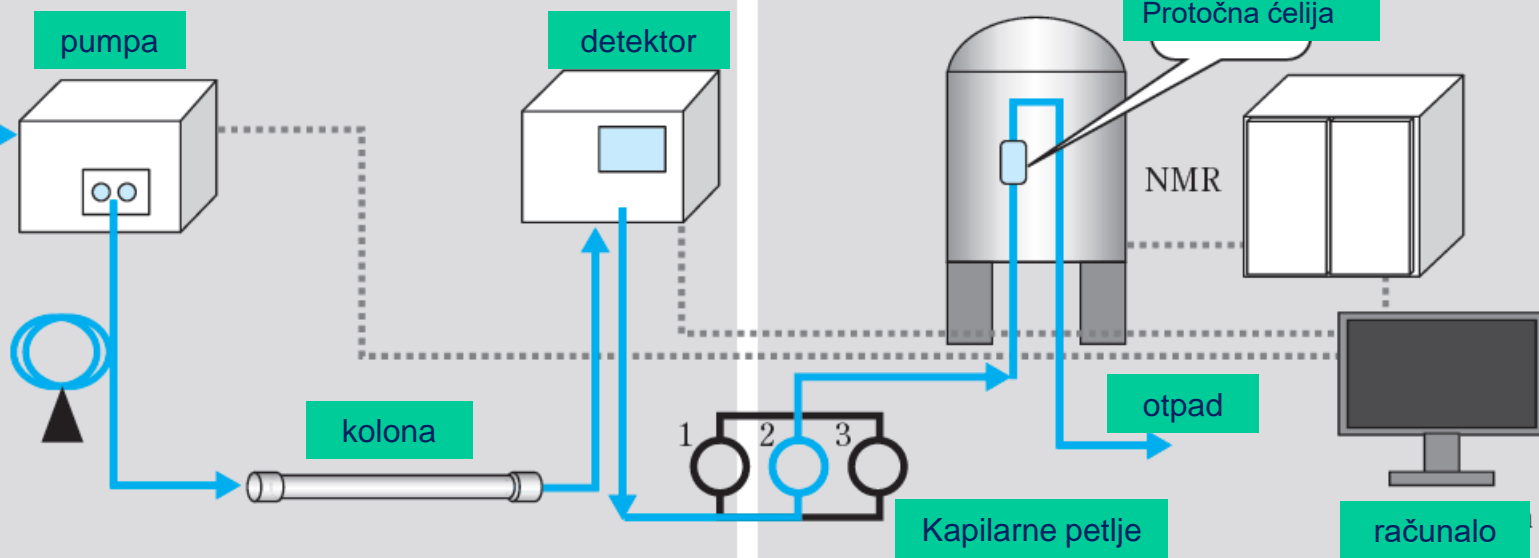 Protočna ćelija
pumpa
detektor
NMR
kolona
1
2
3
otpad
Kapilarne petlje
računalo